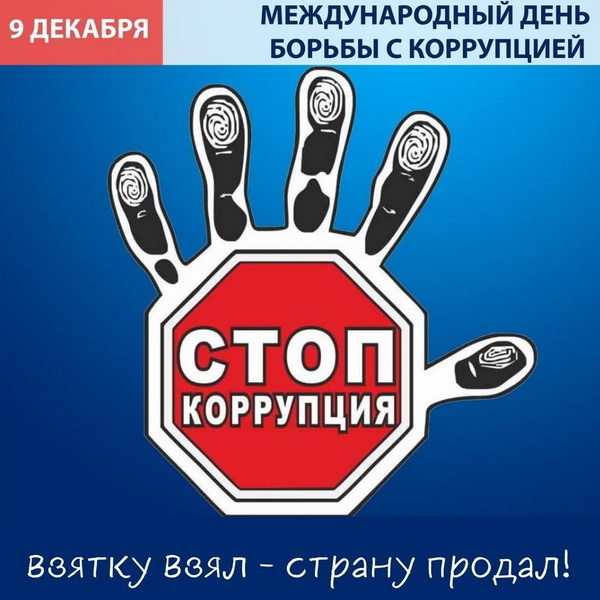 9 ДЕКАБРЯ
МЕЖДУНАРОДНЫЙ ДЕНЬ
БОРЬБЫ С КОРРУПЦИЕЙ
СТОП
КОРРУПЦИЯ
взятку взял - страну продал!